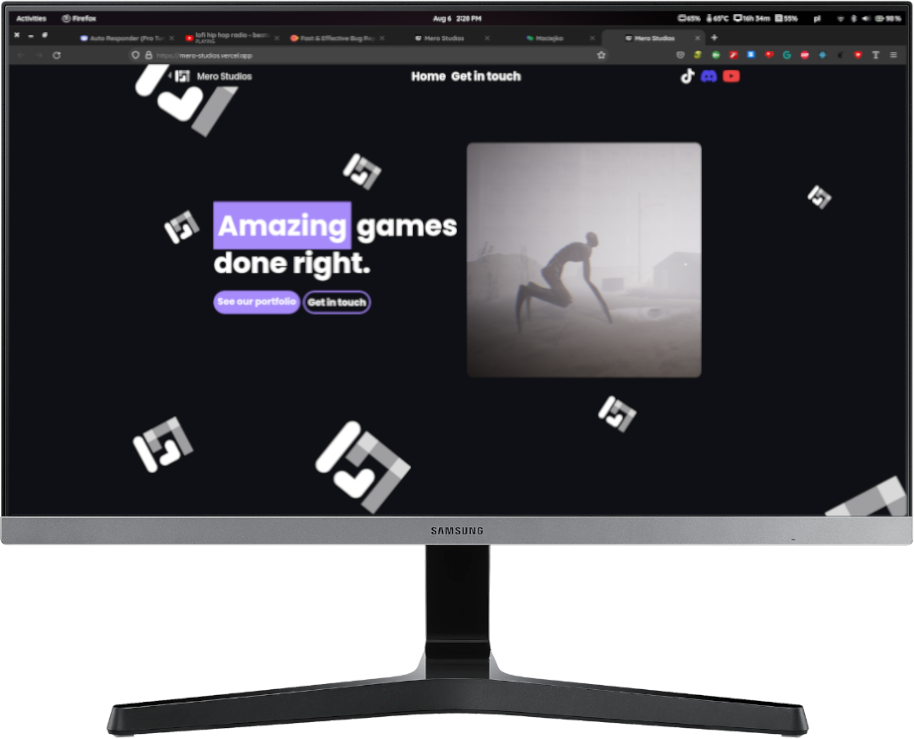 Activities Firefox Aug 6 2:28 PM 65% 65°C 16h 34m 55% pl 98%
Auto Responder (Pro To lofi hip hop radio - beats Fast & Effective Bug Mero Studios Maciejko Mero Studios
PLAYING
https://mero-studios.vercel.app
Mero Studios Home Get in touch
Amazing games
done right.
See our portfolio Get in touch
SAMSUNG